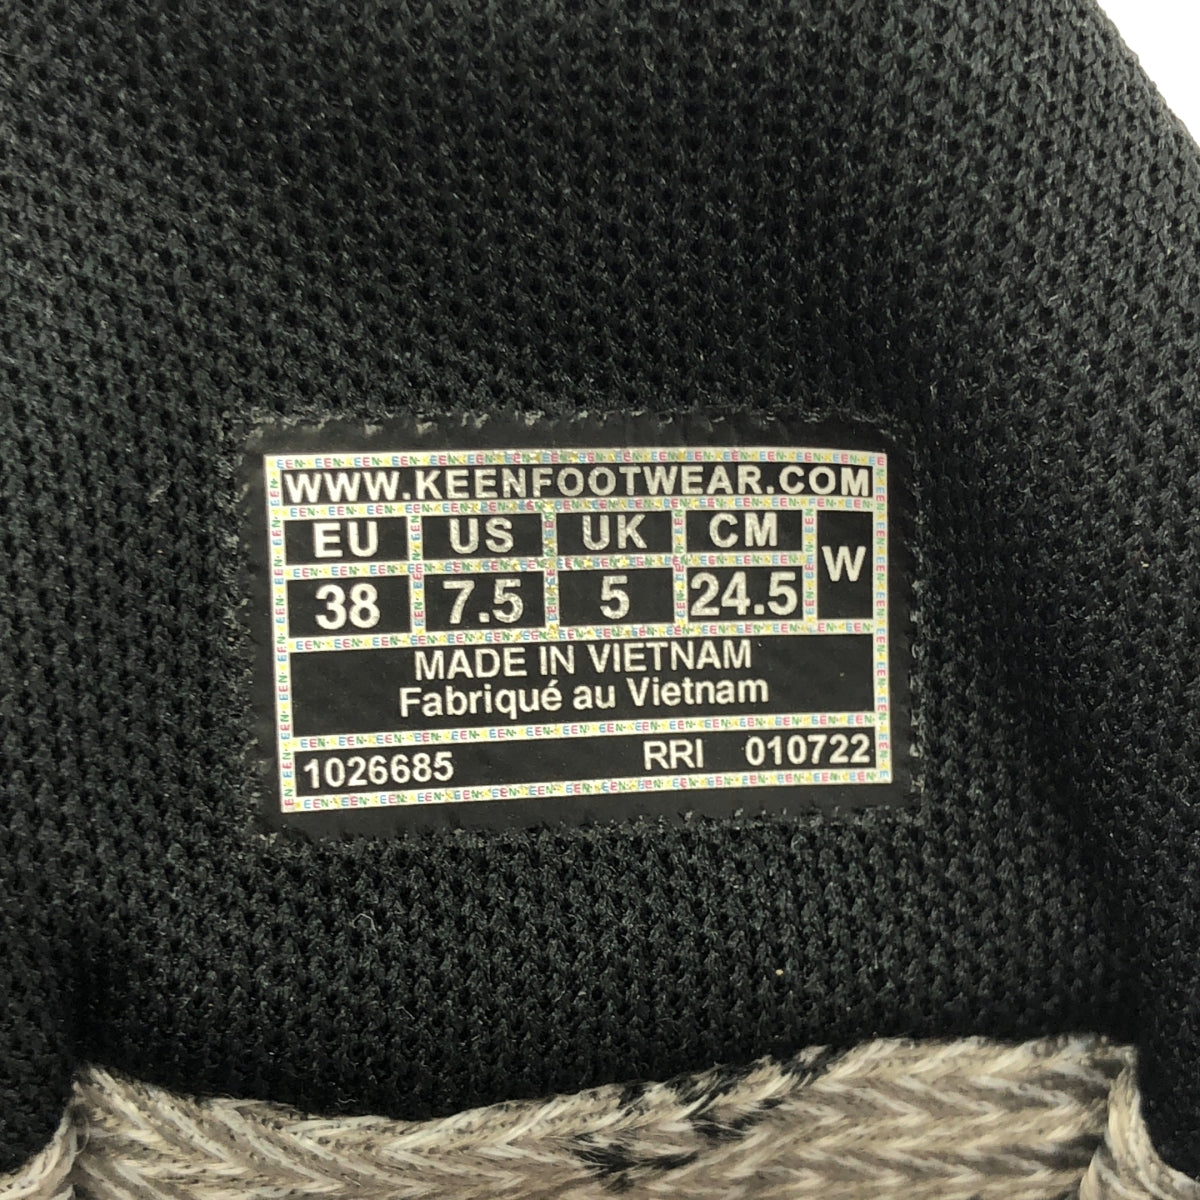 WWW.KEENFOOTWEAR.COM
EU US UK CM W
38 7.5 5 24.5
MADE IN VIETNAM
Fabriqué au Vietnam
1026685 RRI 010722